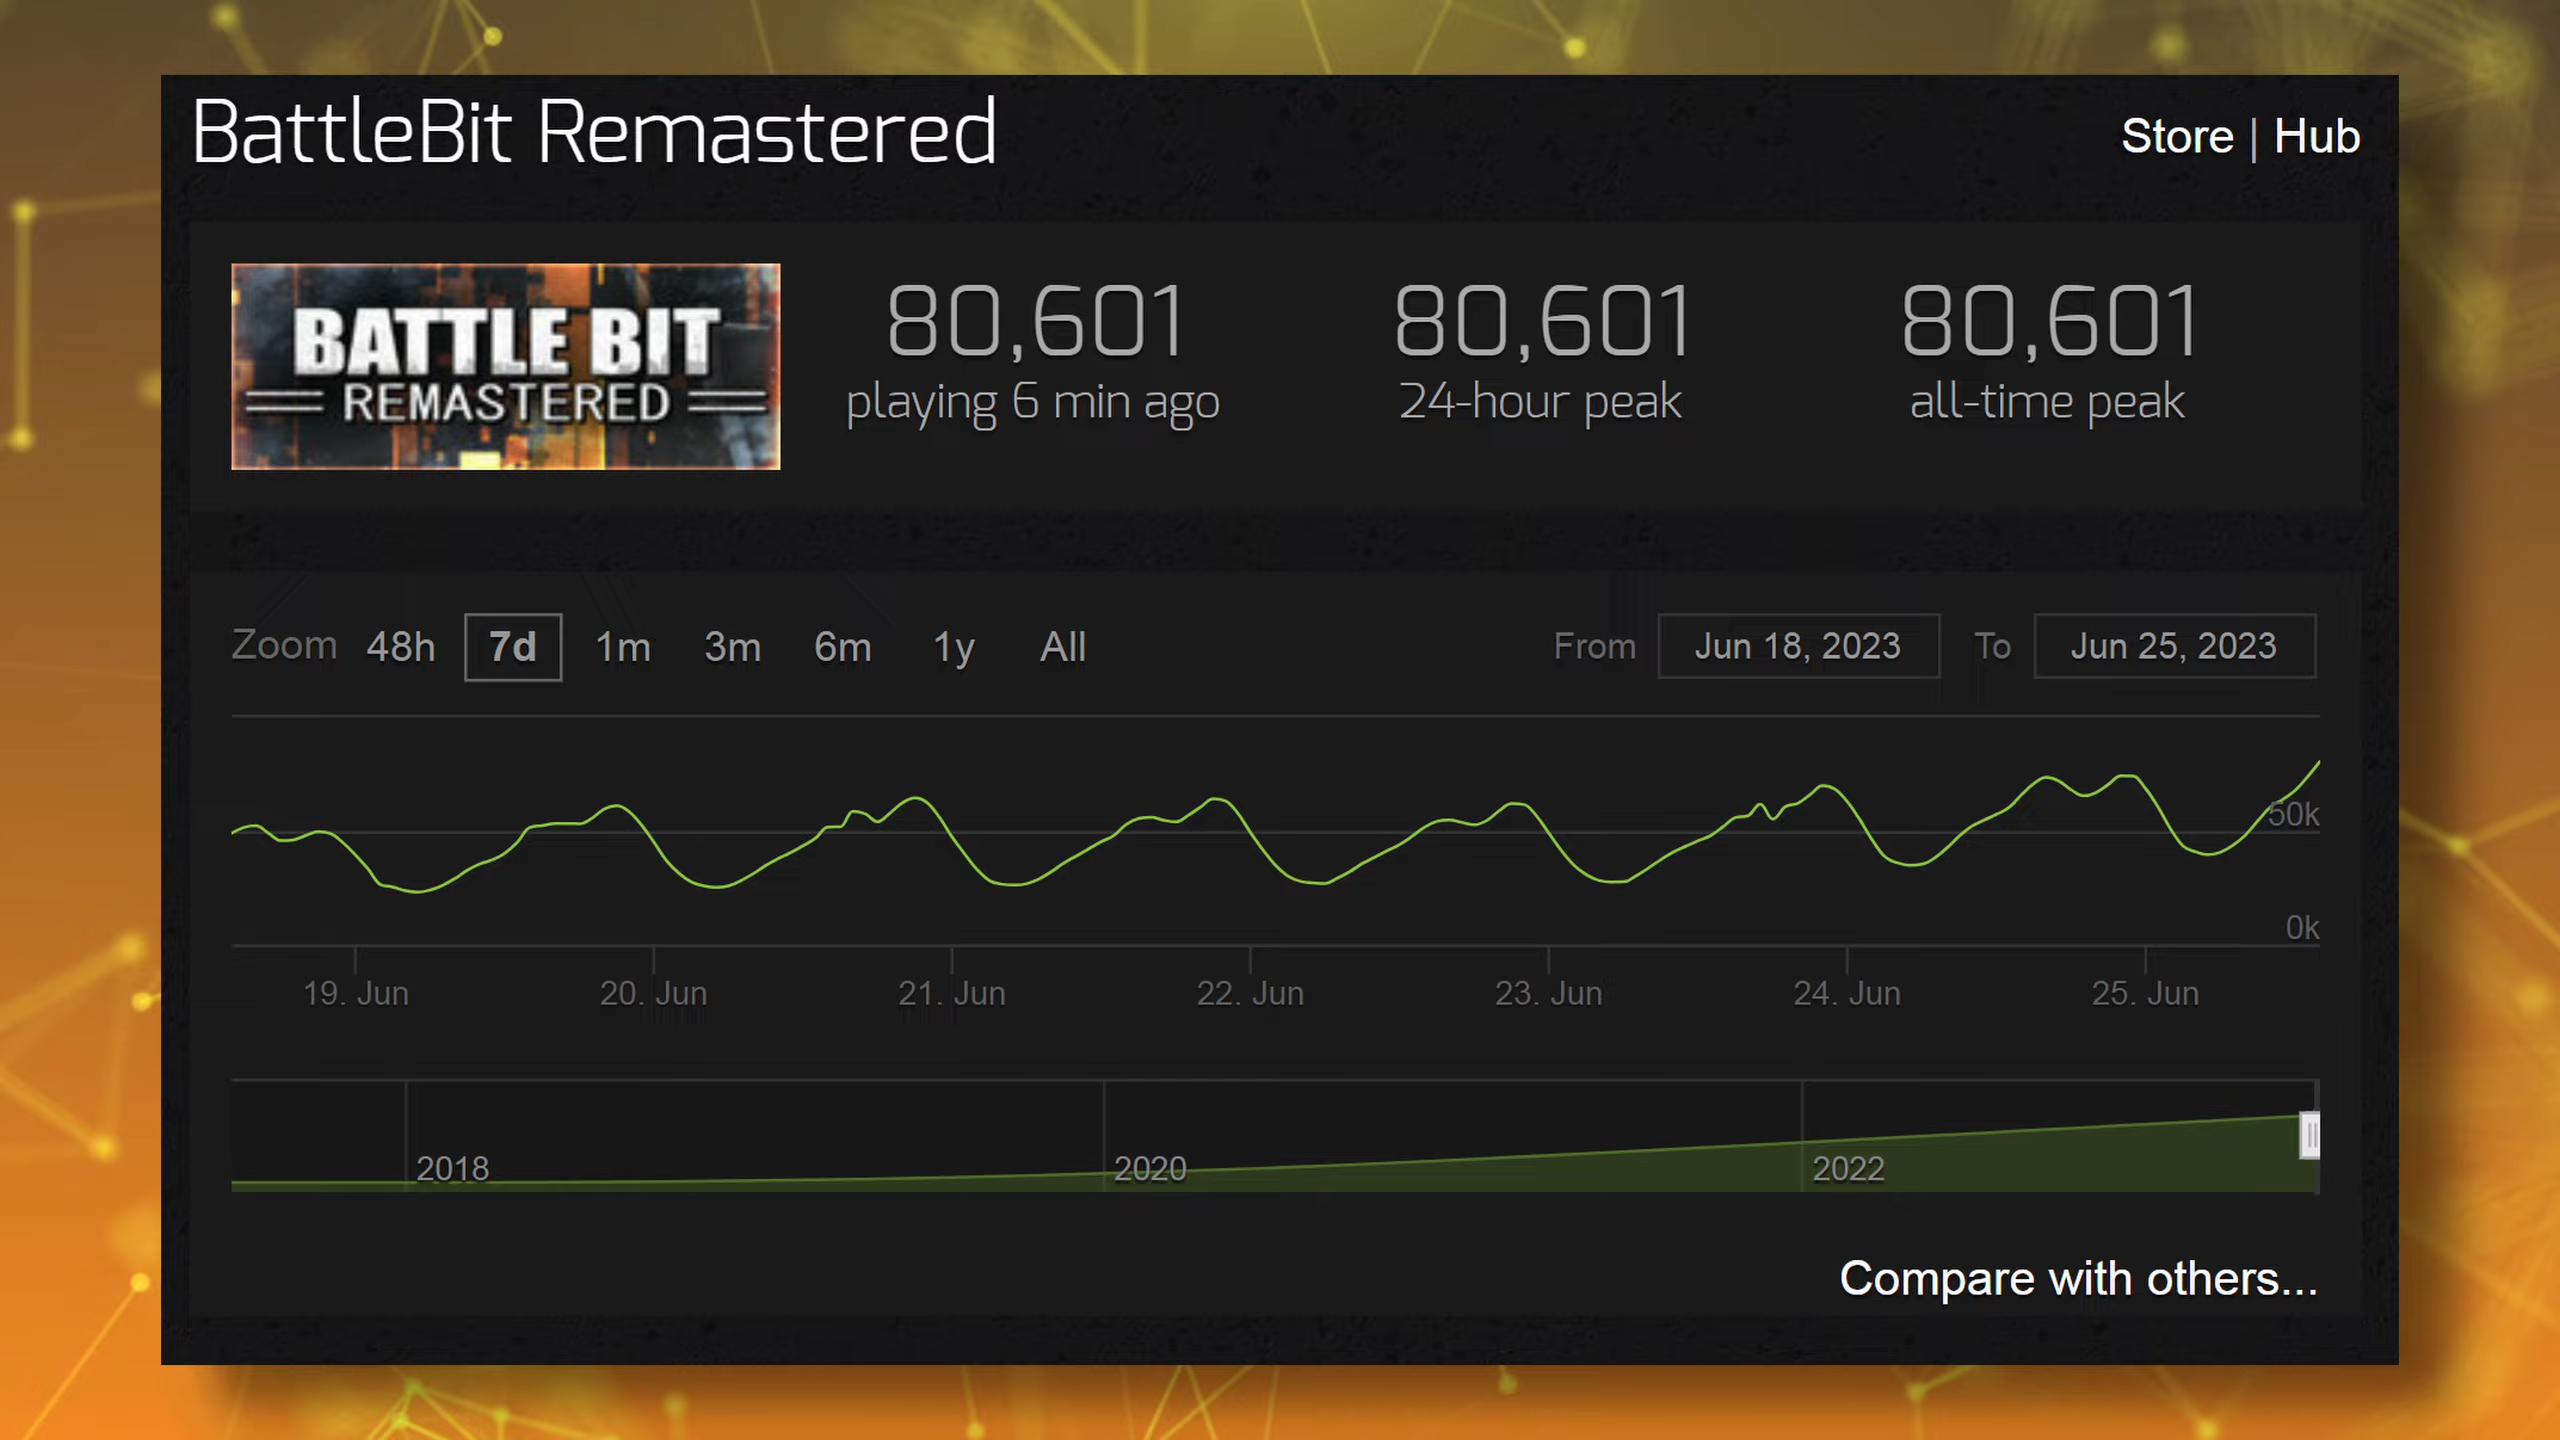 BattleBit Remastered
Store | Hub
BATTLE BIT
REMASTERED
80,601
playing 6 min ago
80,601
24-hour peak
80,601
all-time peak
Zoom 48h 7d 1m 3m 6m 1y All
From Jun 18, 2023 To Jun 25, 2023
50k
0k
19. Jun 20. Jun 21. Jun 22. Jun 23. Jun 24. Jun 25. Jun
2018 2020 2022
Compare with others...